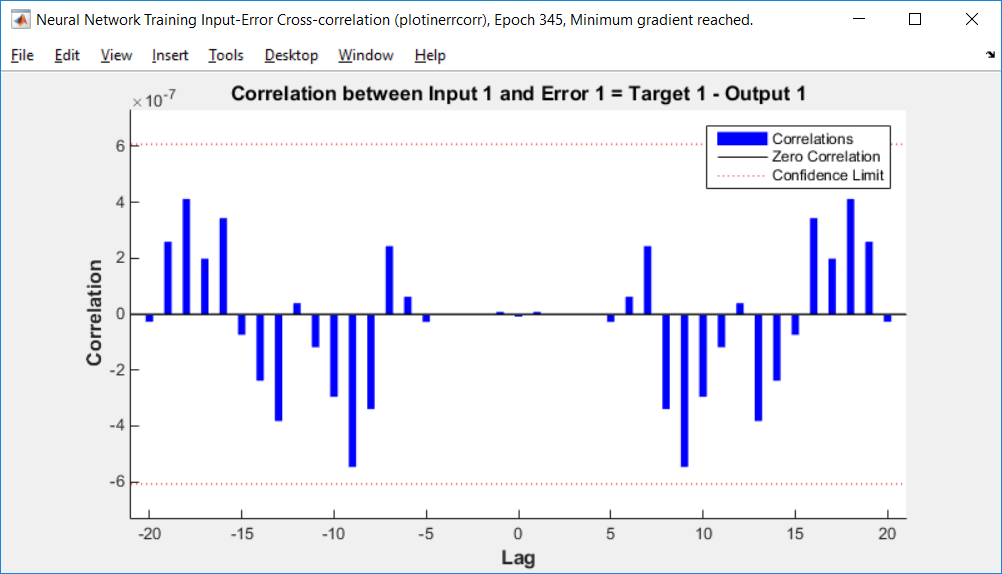 Neural Network Training Input-Error Cross-correlation (plotinerrcorr), Epoch 345, Minimum gradient reached.
File Edit View Insert Tools Desktop Window Help
×10-7
Correlation between Input 1 and Error 1 = Target 1 - Output 1
Correlations
Zero Correlation
Confidence Limit
6
4
2
0
-2
-4
-6
Correlation
-20 -15 -10 -5 0 5 10 15 20
Lag